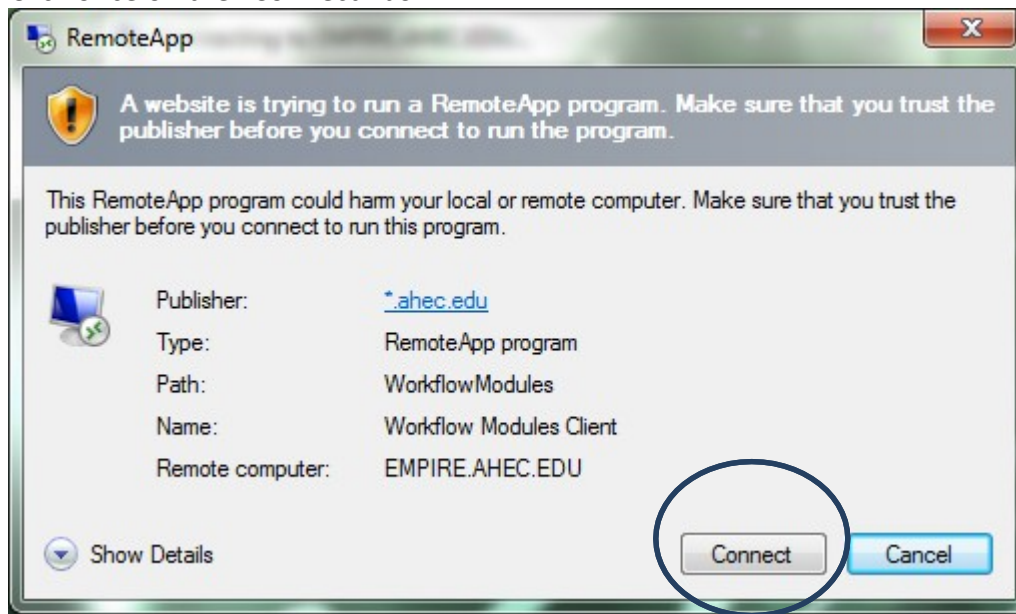 RemoteApp
A website is trying to run a RemoteApp program. Make sure that you trust the
publisher before you connect to run the program.
This RemoteApp program could harm your local or remote computer. Make sure that you trust the
publisher before you connect to run this program.
Publisher: *.ahec.edu
Type: RemoteApp program
Path: WorkflowModules
Name: Workflow Modules Client
Remote computer: EMPIRE.AHEC.EDU
Show Details Connect Cancel